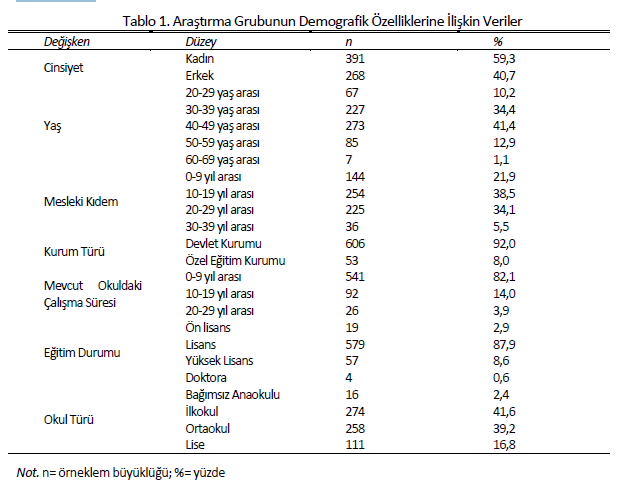 Tablo 1. Araştırma Grubunun Demografik Özelliklerine İlişkin Veriler
Değişken Düzey n %
Cinsiyet Kadın 391 59,3
Erkek 268 40,7
Yaş 20-29 yaş arası 67 10,2
30-39 yaş arası 227 34,4
40-49 yaş arası 273 41,4
50-59 yaş arası 85 12,9
60-69 yaş arası 7 1,1
Mesleki Kıdem 0-9 yıl arası 144 21,9
10-19 yıl arası 254 38,5
20-29 yıl arası 225 34,1
30-39 yıl arası 36 5,5
Kurum Türü Devlet Kurumu 606 92,0
Özel Eğitim Kurumu 53 8,0
Mevcut Okuldaki 0-9 yıl arası 541 82,1
Çalışma Süresi 10-19 yıl arası 92 14,0
20-29 yıl arası 26 3,9
Eğitim Durumu Ön lisans 19 2,9
Lisans 579 87,9
Yüksek Lisans 57 8,6
Doktora 4 0,6
Okul Türü Bağımsız Anaokulu 16 2,4
İlkokul 274 41,6
Ortaokul 258 39,2
Lise 111 16,8
Not. n= örneklem büyüklüğü; %= yüzde